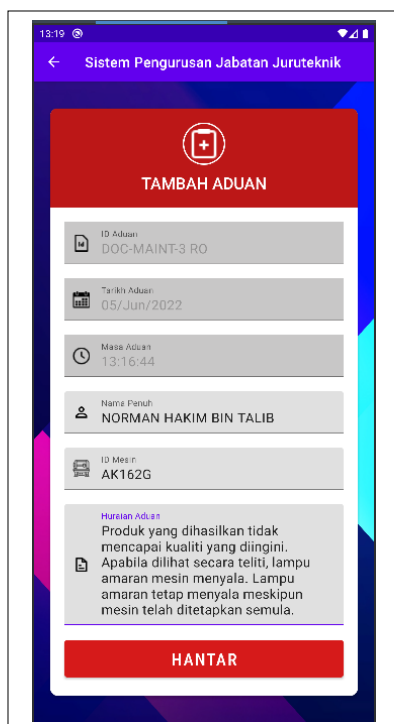 13:19
Sistem Pengurusan Jabatan Juruteknik
TAMBAH ADUAN
ID Aduan
DOC-MAINT-3 RO
Tarikh Aduan
05/Jun/2022
Masa Aduan
13:16:44
Nama Penuh
NORMAN HAKIM BIN TALIB
ID Mesin
AK162G
Huraian Aduan
Produk yang dihasilkan tidak
mencapai kualiti yang diingini.
Apabila dilihat secara teliti, lampu
amaran mesin menyala. Lampu
amaran tetap menyala meskipun
mesin telah ditetapkan semula.
HANTAR